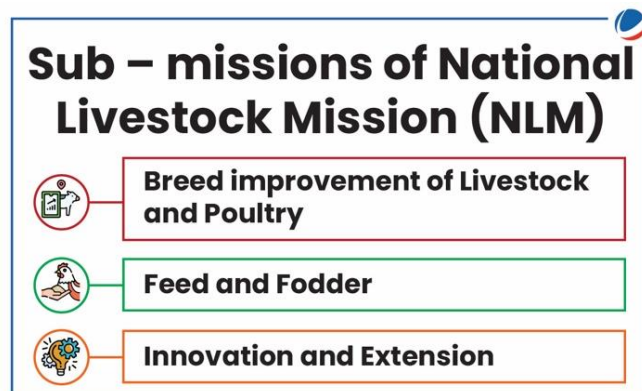 Sub – missions of National
Livestock Mission (NLM)
Breed improvement of Livestock
and Poultry
Feed and Fodder
Innovation and Extension